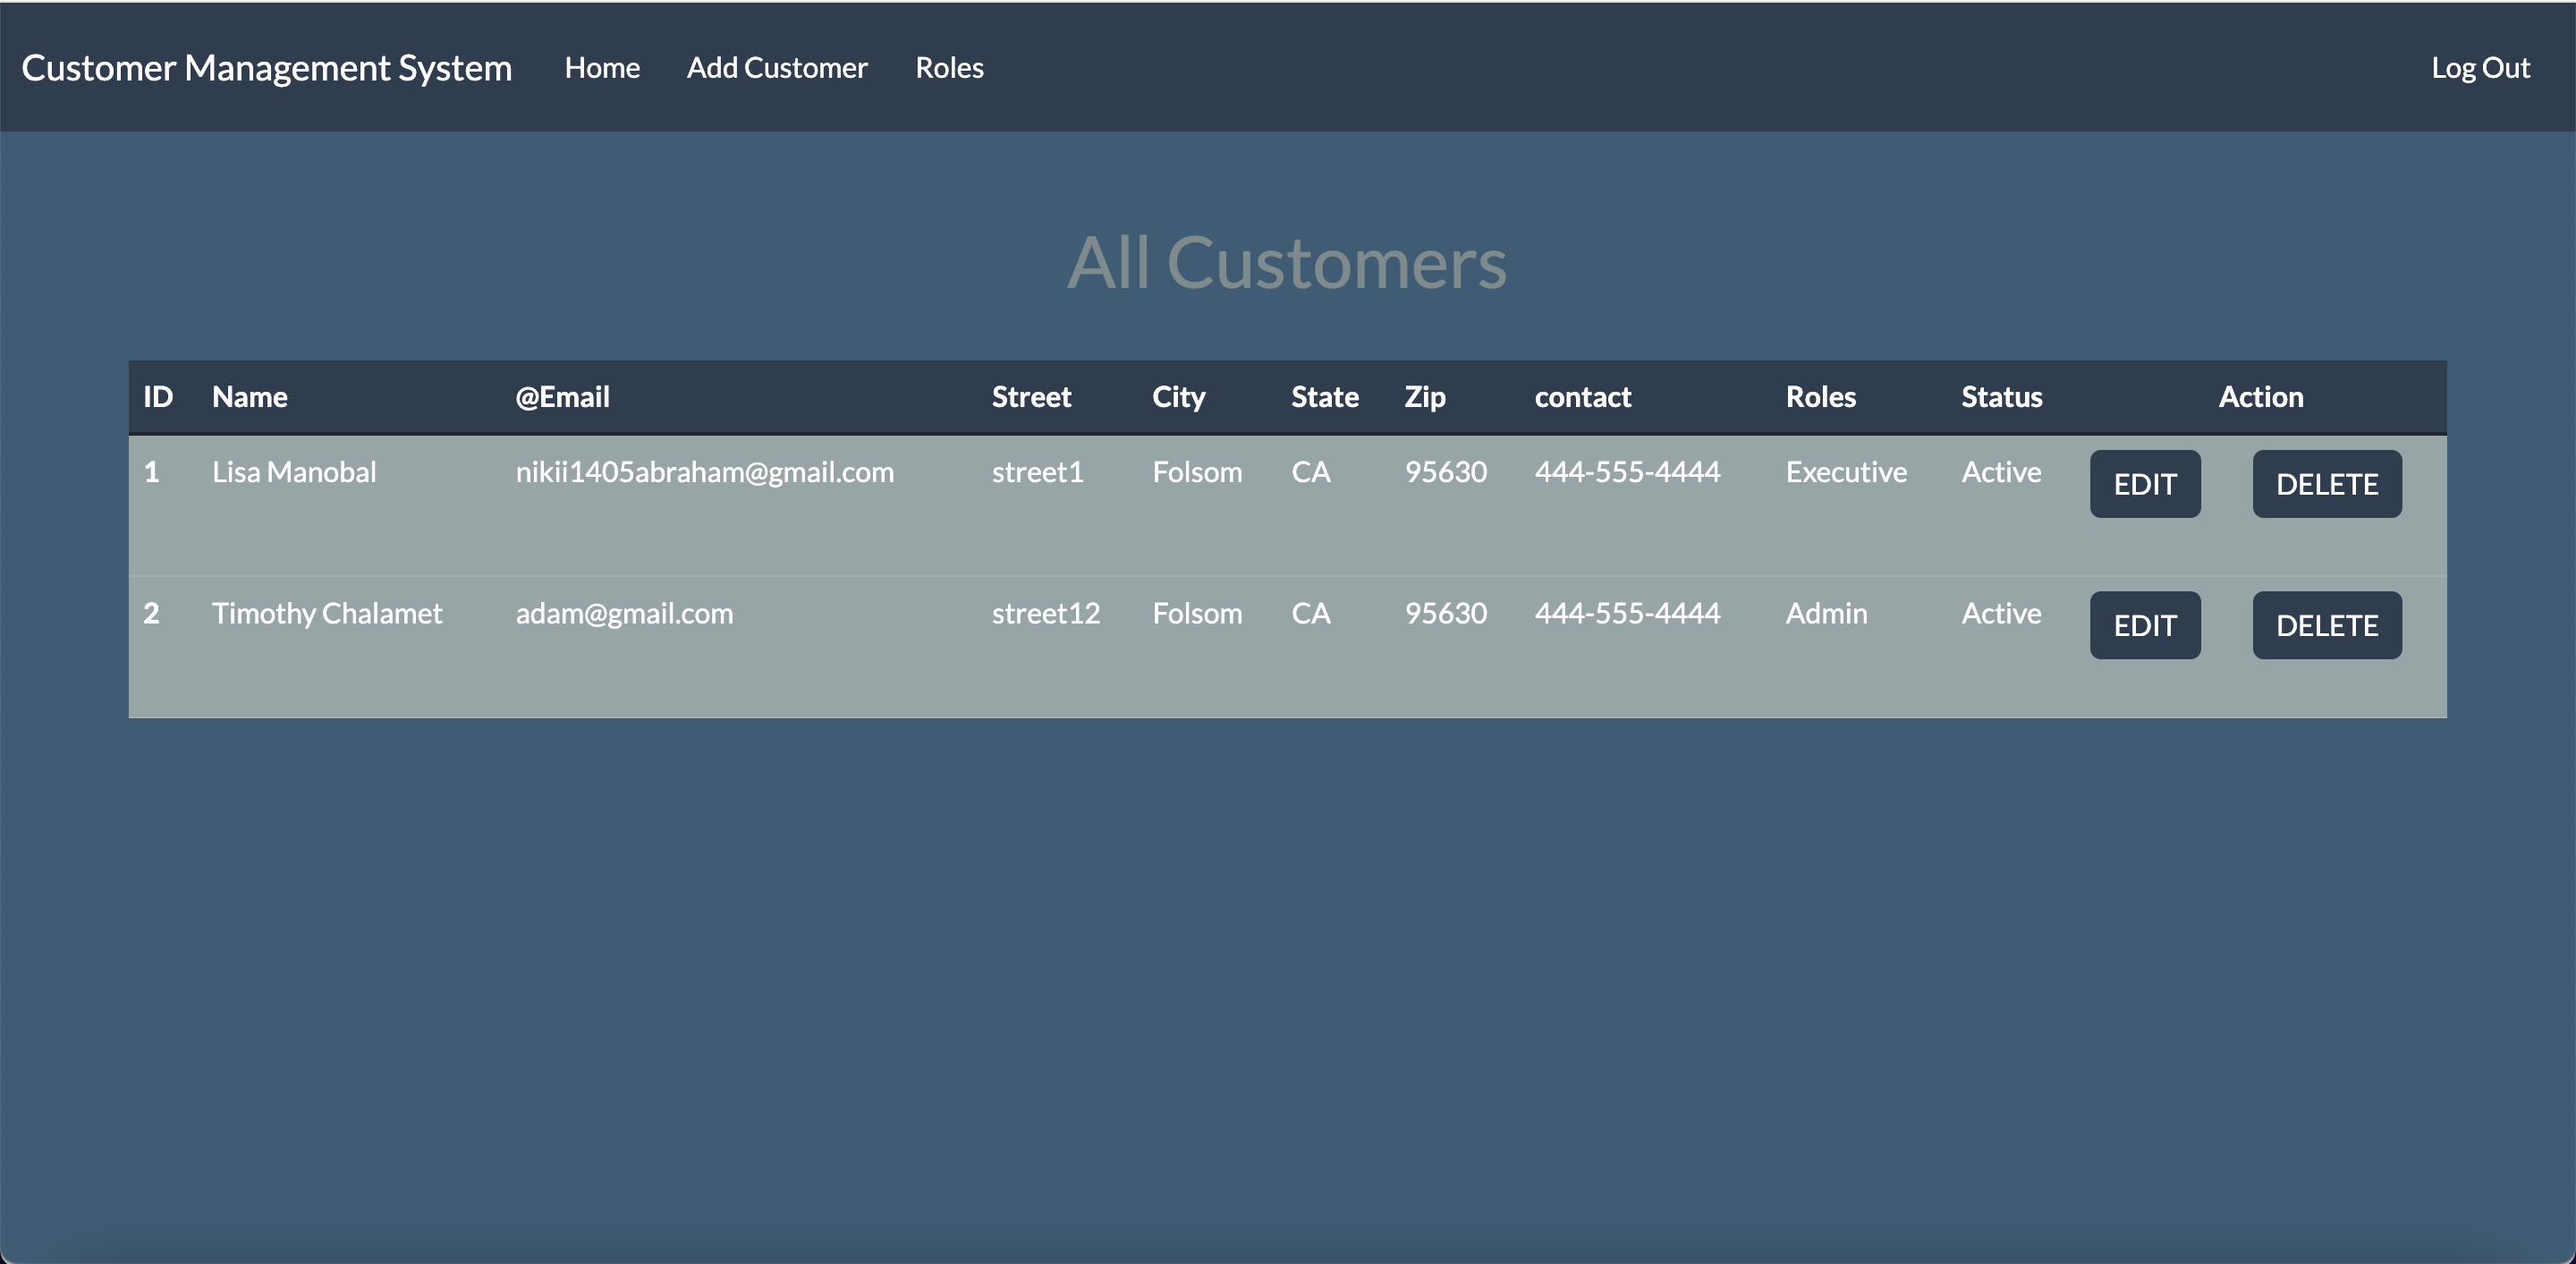 Customer Management System Home Add Customer Roles Log Out
All Customers
ID Name @Email Street City State Zip contact Roles Status Action
1 Lisa Manobal nikii1405abraham@gmail.com street1 Folsom CA 95630 444-555-4444 Executive Active EDIT DELETE
2 Timothy Chalamet adam@gmail.com street12 Folsom CA 95630 444-555-4444 Admin Active EDIT DELETE